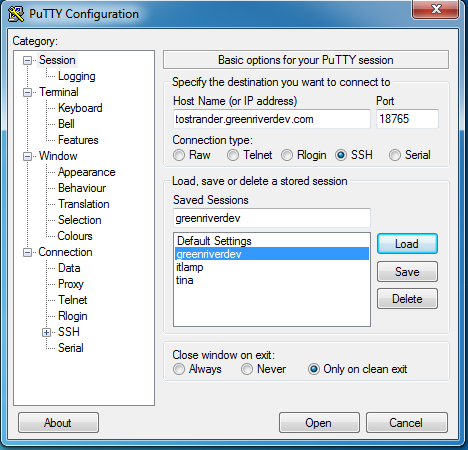 PuTTY Configuration
Category:
Session
Logging
Terminal
Keyboard
Bell
Features
Window
Appearance
Behaviour
Translation
Selection
Colours
Connection
Data
Proxy
Telnet
Rlogin
SSH
Serial
Basic options for your PuTTY session
Specify the destination you want to connect to
Host Name (or IP address) Port
tostrander.greenriverdev.com 18765
Connection type:
Raw Telnet Rlogin SSH Serial
Load, save or delete a stored session
Saved Sessions
greenriverdev
Default Settings
greenriverdev
itlamp
tina
Load
Save
Delete
Close window on exit:
Always Never Only on clean exit
About Open Cancel